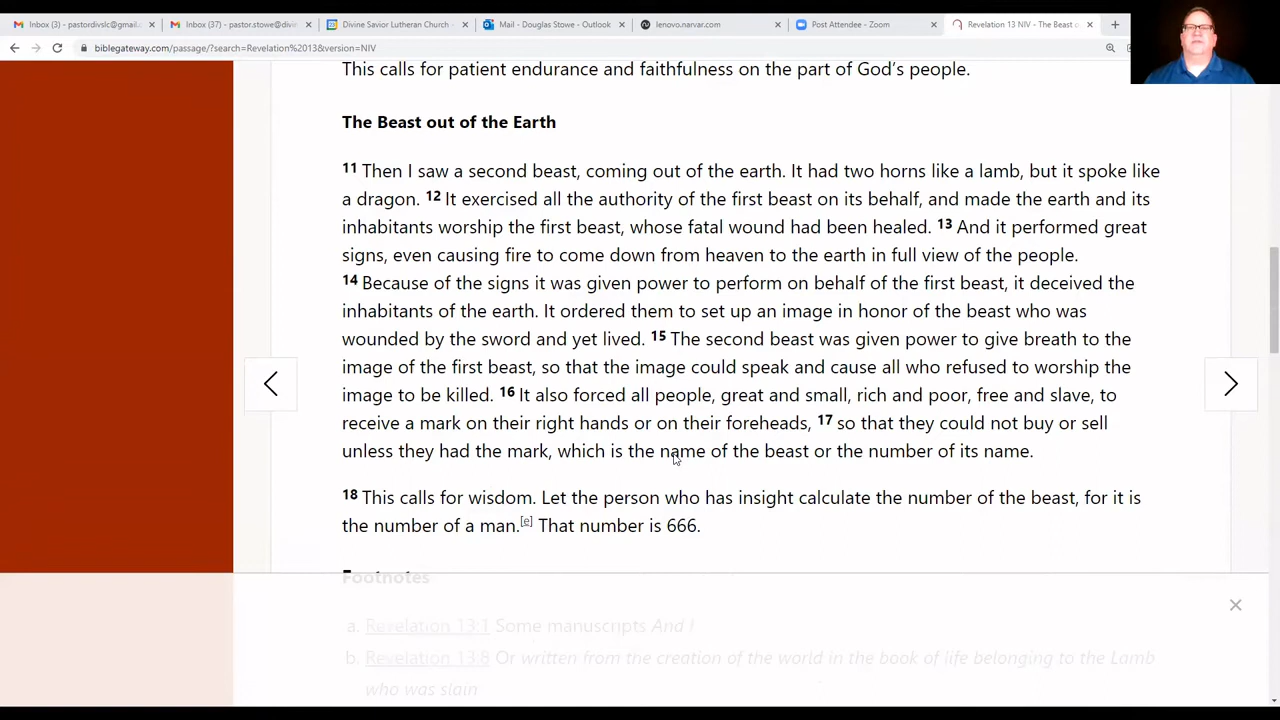 Inbox (3) - pastordivslc@gmail.c
Inbox (37) - pastor.stowe@divin
Divine Savior Lutheran Church -
Mail - Douglas Stowe - Outlook
lenovo.narvar.com
Post Attendee - Zoom
Revelation 13 NIV - The Beast o
biblegateway.com/passage/?search=Revelation%2013&version=NIV
This calls for patient endurance and faithfulness on the part of God's people.
The Beast out of the Earth
11 Then I saw a second beast, coming out of the earth. It had two horns like a lamb, but it spoke like
a dragon. 12 It exercised all the authority of the first beast on its behalf, and made the earth and its
inhabitants worship the first beast, whose fatal wound had been healed. 13 And it performed great
signs, even causing fire to come down from heaven to the earth in full view of the people.
14 Because of the signs it was given power to perform on behalf of the first beast, it deceived the
inhabitants of the earth. It ordered them to set up an image in honor of the beast who was
wounded by the sword and yet lived. 15 The second beast was given power to give breath to the
image of the first beast, so that the image could speak and cause all who refused to worship the
image to be killed. 16 It also forced all people, great and small, rich and poor, free and slave, to
receive a mark on their right hands or on their foreheads, 17 so that they could not buy or sell
unless they had the mark, which is the name of the beast or the number of its name.
18 This calls for wisdom. Let the person who has insight calculate the number of the beast, for it is
the number of a man.[e] That number is 666.
Footnotes
a. Revelation 13:1 Some manuscripts And I
b. Revelation 13:8 Or written from the creation of the world in the book of life belonging to the Lamb
who was slain